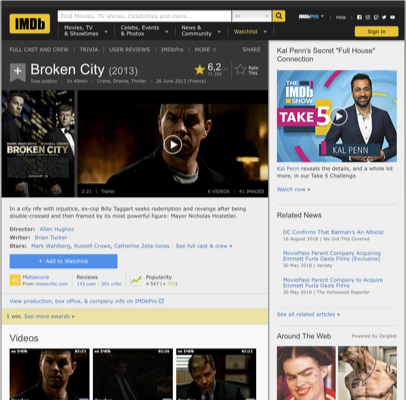 IMDb
Find Movies, TV shows, Celebrities and more...
All
IMDbPro
Help
Movies, TV
& Showtimes
Celebs, Events
& Photos
News &
Community
Watchlist
Sign in
FULL CAST AND CREW | TRIVIA | USER REVIEWS | IMDbPro | MORE
SHARE
Broken City (2013)
6,2
Rate
This
Tous publics | 1h 49min | Crime, Drama, Thriller | 26 June 2013 (France)
MARK WAHLBERG RUSSELL CROWE
BROKEN CITY
2:21 | Trailer
6 VIDEOS | 41 IMAGES
In a city rife with injustice, ex-cop Billy Taggart seeks redemption and revenge after being
double-crossed and then framed by its most powerful figure: Mayor Nicholas Hostetler.
Director: Allen Hughes
Writer: Brian Tucker
Stars: Mark Wahlberg, Russell Crowe, Catherine Zeta-Jones | See full cast & crew »
+ Add to Watchlist
Metascore
From metacritic.com
Reviews
143 user | 301 critic
Popularity
View production, box office, & company info on IMDbPro
1 win. See more awards »
Videos
02:21
02:21
Kal Penn's Secret "Full House"
Connection
THE
IMDb
SHOW
TAKE 5
KAL PENN
Kal Penn reveals the details, and a whole lot
more, in our Take 5 Challenge.
Watch now »
Related News
DC Confirms That Batman's An Atheist
16 August 2018 | We Got This Covered
MoviePass Parent Company Acquiring
Emmett Furla Oasis Films (Exclusive)
30 May 2018 | Variety
MoviePass Parent Company to Acquire
Emmett Furla Oasis Films
30 May 2018 | The Hollywood Reporter
See all related articles »
Around The Web
Powered by ZergNet